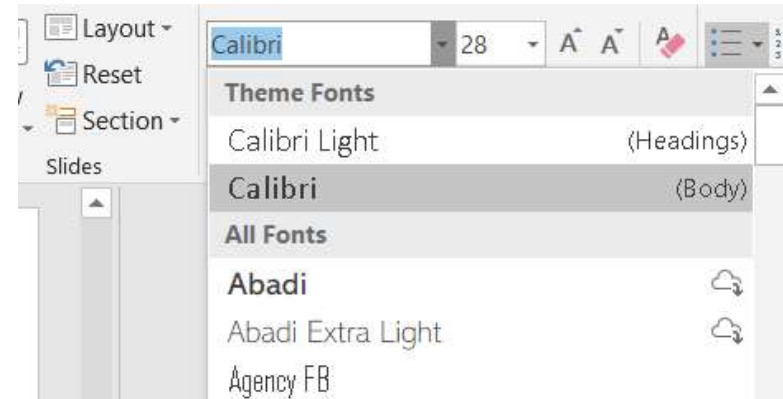 Layout
Reset
Section
Slides
Calibri
28
A A A
Theme Fonts
Calibri Light (Headings)
Calibri (Body)
All Fonts
Abadi
Abadi Extra Light
Agency FB